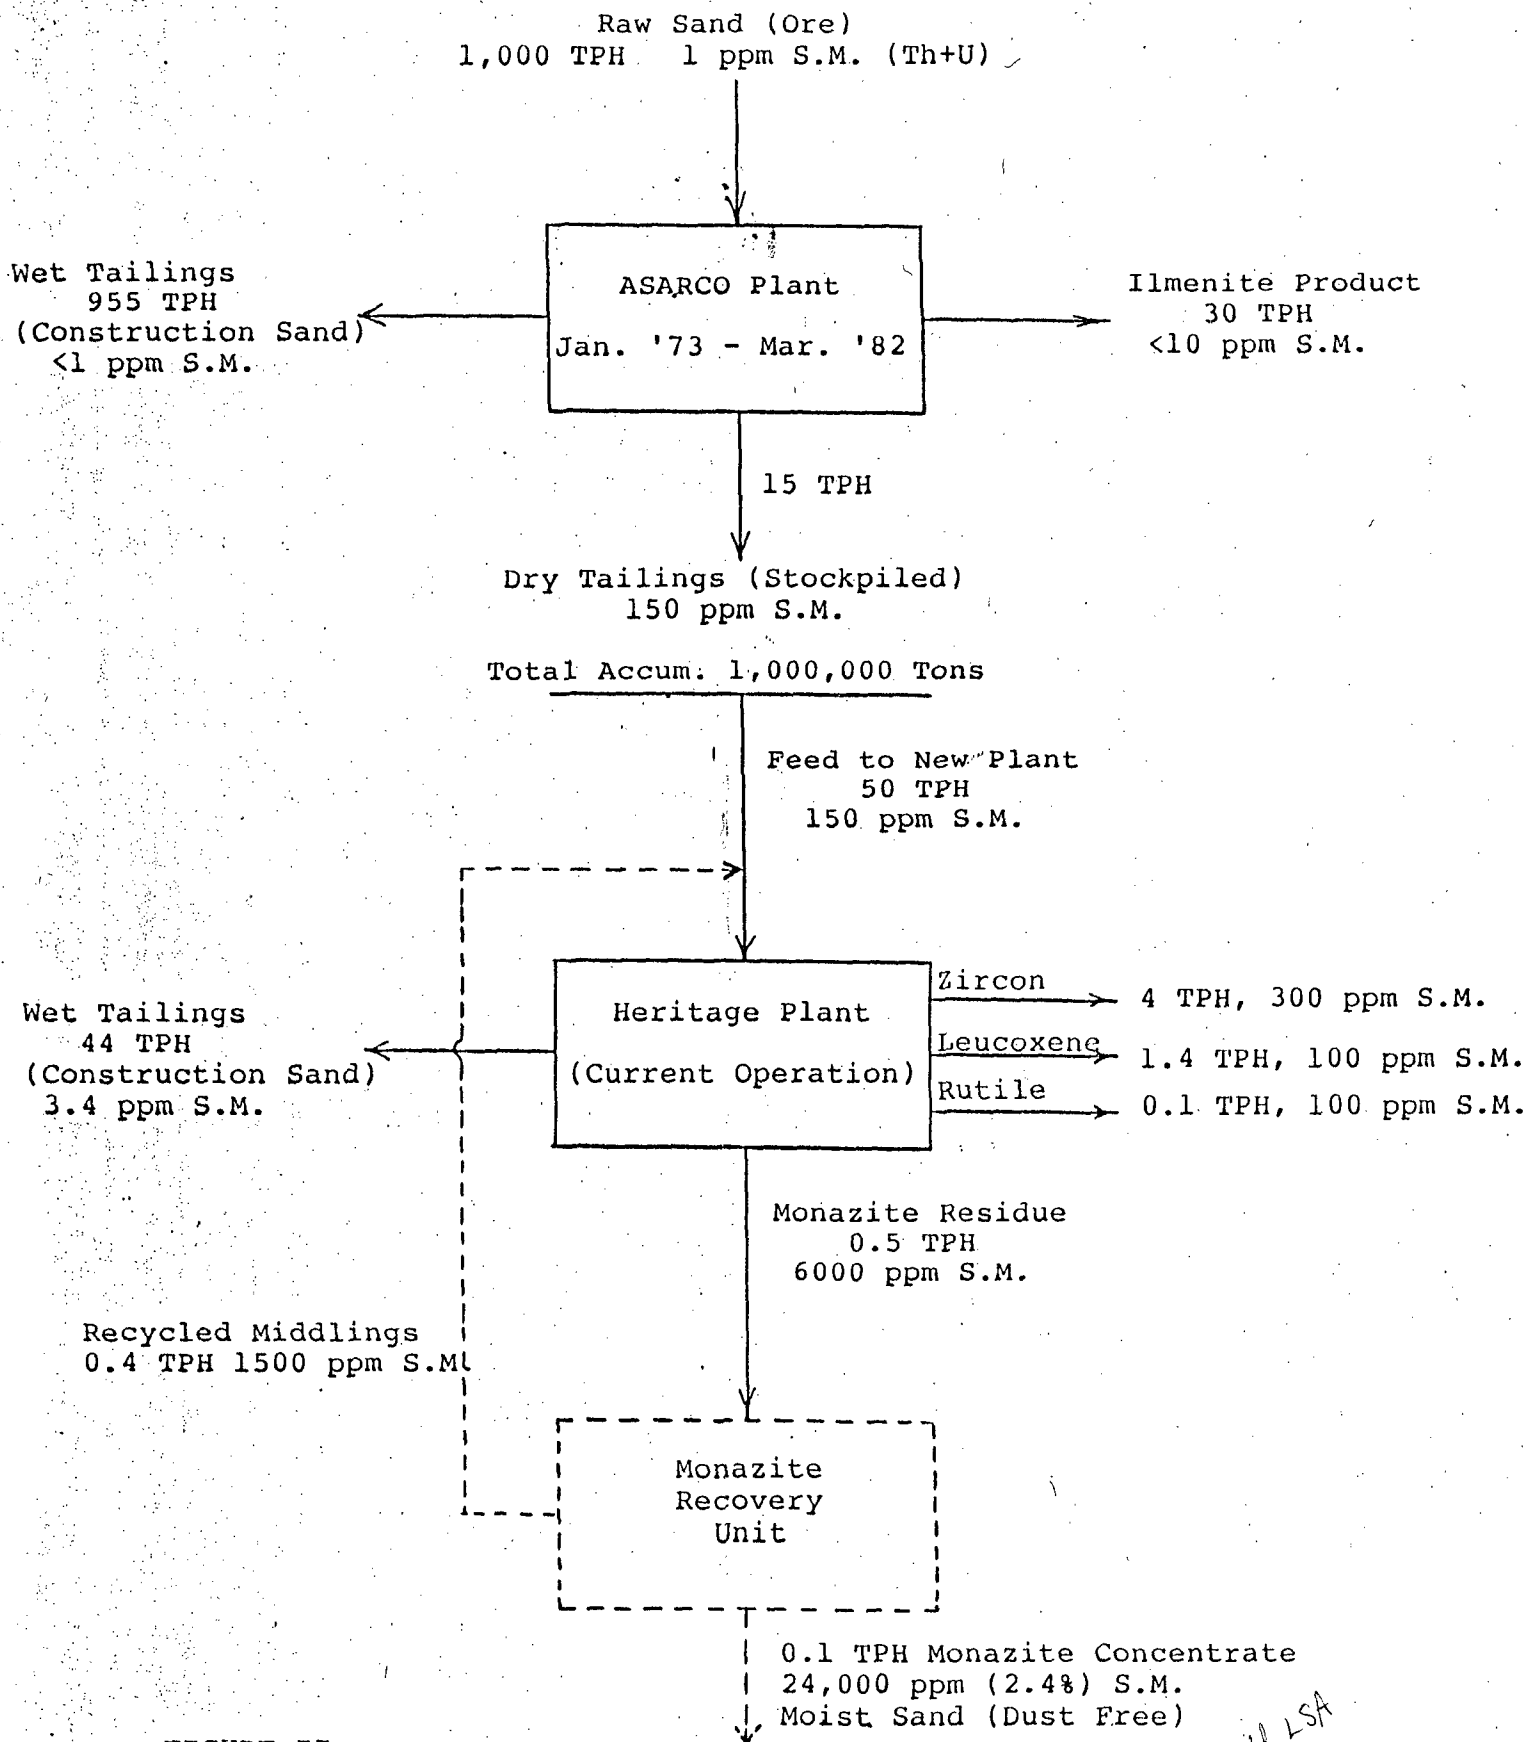 Raw Sand (Ore)
1,000 TPH 1 ppm S.M. (Th+U)
ASARCO Plant
Jan. '73 - Mar. '82
Wet Tailings
955 TPH
(Construction Sand)
<1 ppm S.M.
Ilmenite Product
30 TPH
<10 ppm S.M.
15 TPH
Dry Tailings (Stockpiled)
150 ppm S.M.
Total Accum. 1,000,000 Tons
Feed to New Plant
50 TPH
150 ppm S.M.
Heritage Plant
(Current Operation)
Wet Tailings
44 TPH
(Construction Sand)
3.4 ppm S.M.
Zircon
4 TPH, 300 ppm S.M.
Leucoxene
1.4 TPH, 100 ppm S.M.
Rutile
0.1 TPH, 100 ppm S.M.
Monazite Residue
0.5 TPH
6000 ppm S.M.
Recycled Middlings
0.4 TPH 1500 ppm S.M
Monazite
Recovery
Unit
0.1 TPH Monazite Concentrate
24,000 ppm (2.4%) S.M.
Moist Sand (Dust Free)
LSA